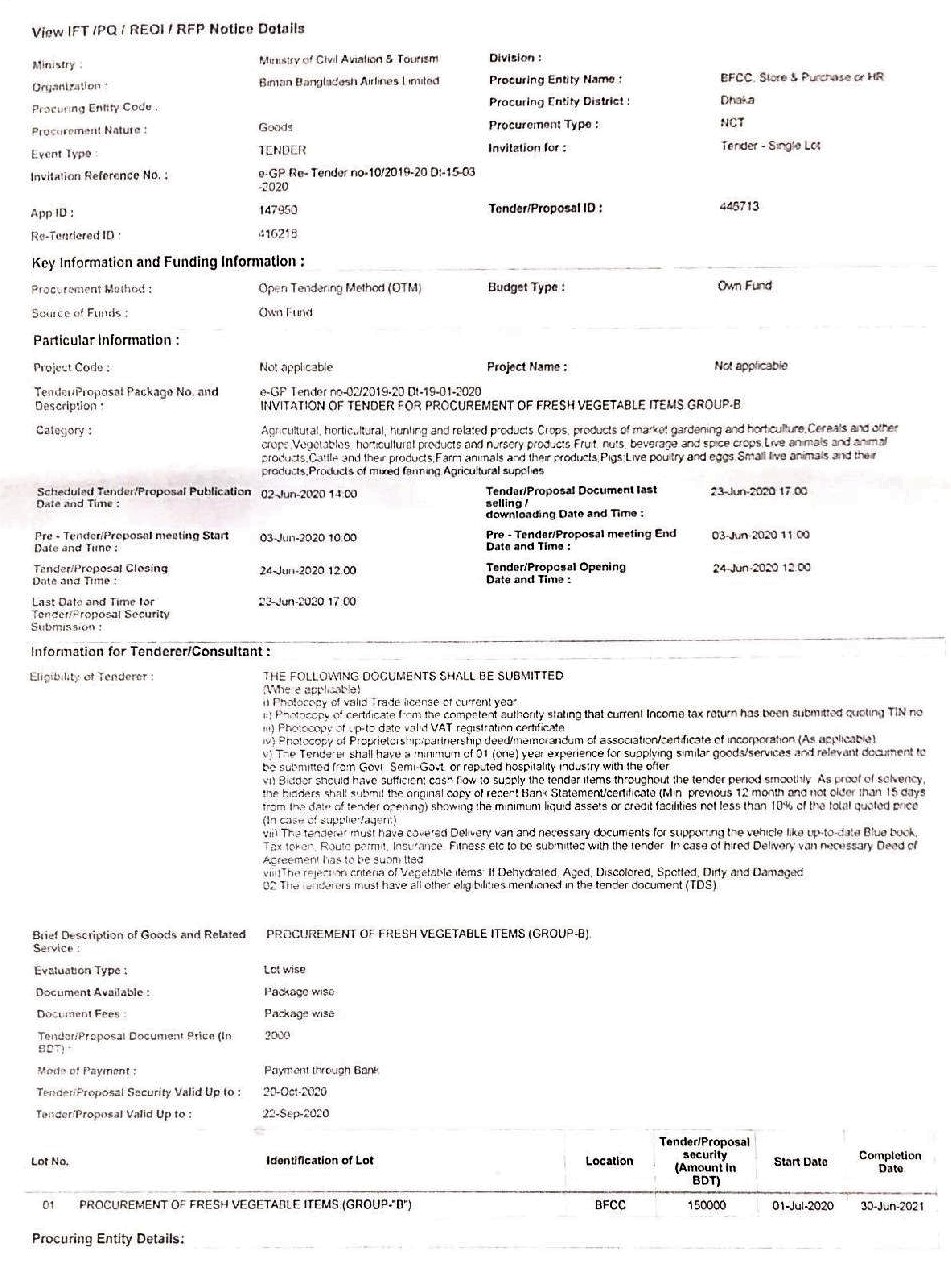 View IFT /PQ / REOI / RFP Notice Details
Ministry : Ministry of Civil Aviation & Tourism Division :
Organization : Biman Bangladesh Airlines Limited Procuring Entity Name : BFCC, Store & Purchase or HR
Procuring Entity Code : Procuring Entity District : Dhaka
Procurement Nature : Goods Procurement Type : NCT
Event Type : TENDER Invitation for : Tender - Single Lot
Invitation Reference No. : e-GP Re- Tender no-10/2019-20 Dt-15-03
-2020
App ID : 147950 Tender/Proposal ID : 446713
Re-Tendered ID : 416218
Key Information and Funding Information :
Procurement Method : Open Tendering Method (OTM) Budget Type : Own Fund
Source of Funds : Own Fund
Particular Information :
Project Code : Not applicable Project Name : Not applicable
Tender/Proposal Package No. and e-GP Tender no-02/2019-20 Dt-19-01-2020
Description : INVITATION OF TENDER FOR PROCUREMENT OF FRESH VEGETABLE ITEMS GROUP-B
Category : Agricultural, horticultural, hunting and related products Crops, products of market gardening and horticulture,Cereals and other
crops,Vegetables, horticultural products and nursery products Fruit, nuts, beverage and spice crops,Live animals and animal
products,Cattle and their products,Farm animals and their products,Pigs,Live poultry and eggs Small live animals and their
products,Products of mixed farming Agricultural supplies
Scheduled Tender/Proposal Publication 02-Jun-2020 14:00 Tender/Proposal Document last 23-Jun-2020 17:00
Date and Time : selling /
downloading Date and Time :
Pre - Tender/Proposal meeting Start 03-Jun-2020 10:00 Pre - Tender/Proposal meeting End 03-Jun-2020 11:00
Date and Time : Date and Time :
Tender/Proposal Closing 24-Jun-2020 12:00 Tender/Proposal Opening 24-Jun-2020 12:00
Date and Time : Date and Time :
Last Date and Time for 23-Jun-2020 17:00
Tender/Proposal Security
Submission :
Information for Tenderer/Consultant :
Eligibility of Tenderer : THE FOLLOWING DOCUMENTS SHALL BE SUBMITTED
(Where applicable)
i) Photocopy of valid Trade license of current year
ii) Photocopy of certificate from the competent authority stating that current Income tax return has been submitted quoting TIN no
iii) Photocopy of up-to date valid VAT registration certificate
iv) Photocopy of Proprietorship/partnership deed/memorandum of association/certificate of incorporation (As applicable)
v) The Tenderer shall have a minimum of 01 (one) year experience for supplying similar goods/services and relevant document to
be submitted from Govt. Semi-Govt. or reputed hospitality industry with the offer
vi) Bidder should have sufficient cash flow to supply the tender items throughout the tender period smoothly. As proof of solvency,
the bidders shall submit the original copy of recent Bank Statement/certificate (Min. previous 12 month and not older than 15 days
from the date of tender opening) showing the minimum liquid assets or credit facilities not less than 10% of the total quoted price
(In case of supplier/agent)
vii) The tenderer must have covered Delivery van and necessary documents for supporting the vehicle like up-to-date Blue book,
Tax token, Route permit, Insurance, Fitness etc to be submitted with the tender. In case of hired Delivery van necessary Deed of
Agreement has to be submitted
viii)The rejection criteria of Vegetable items: If Dehydrated, Aged, Discolored, Spotted, Dirty and Damaged
02 The tenderers must have all other eligibilities mentioned in the tender document (TDS)
Brief Description of Goods and Related PROCUREMENT OF FRESH VEGETABLE ITEMS (GROUP-B).
Service :
Evaluation Type : Lot wise
Document Available : Package wise
Document Fees : Package wise
Tender/Proposal Document Price (In 2000
BDT) :
Mode of Payment : Payment through Bank
Tender/Proposal Security Valid Up to : 20-Oct-2020
Tender/Proposal Valid Up to : 22-Sep-2020
Lot No. Identification of Lot Location Tender/Proposal security (Amount in BDT) Start Date Completion Date
01 PROCUREMENT OF FRESH VEGETABLE ITEMS (GROUP-"B") BFCC 150000 01-Jul-2020 30-Jun-2021
Procuring Entity Details: